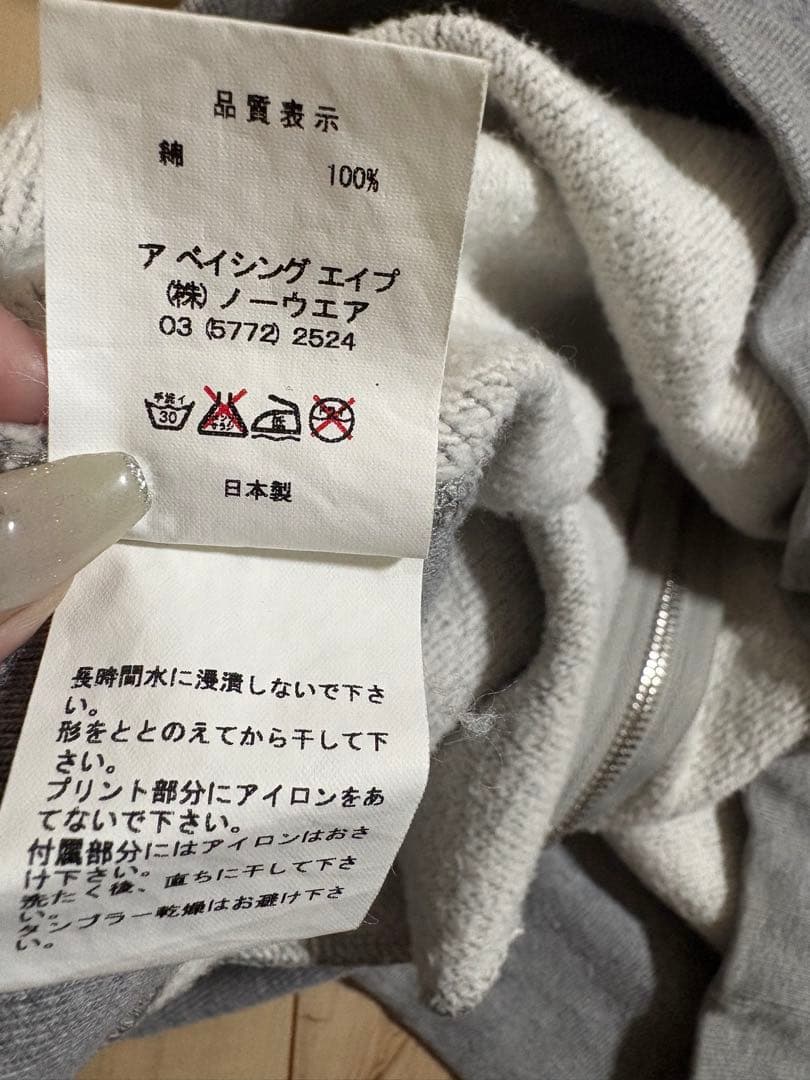 品質表示
綿 100%
ア ベイシング エイプ
(株) ノーウエア
03 (5772) 2524
手洗イ
30
低
日本製
長時間水に浸漬しないで下さ
い。
形をととのえてから干して下
さい。
プリント部分にアイロンをあ
てないで下さい。
付属部分にはアイロンはおさ
け下さい。
洗たく後、直ちに干して下さ
い。
タンブラー乾燥はお避け下さ
い。